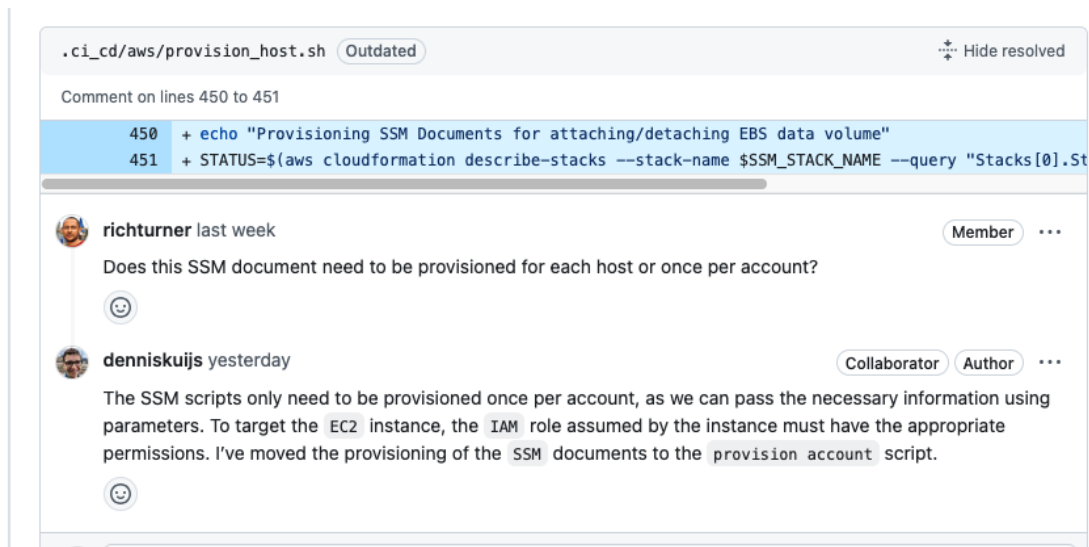 .ci_cd/aws/provision_host.sh Outdated Hide resolved
Comment on lines 450 to 451
450 + echo "Provisioning SSM Documents for attaching/detaching EBS data volume"
451 + STATUS=$(aws cloudformation describe-stacks --stack-name $SSM_STACK_NAME --query "Stacks[0].St
richturner last week Member ...
Does this SSM document need to be provisioned for each host or once per account?
denniskuijs yesterday Collaborator Author ...
The SSM scripts only need to be provisioned once per account, as we can pass the necessary information using
parameters. To target the EC2 instance, the IAM role assumed by the instance must have the appropriate
permissions. I've moved the provisioning of the SSM documents to the provision account script.